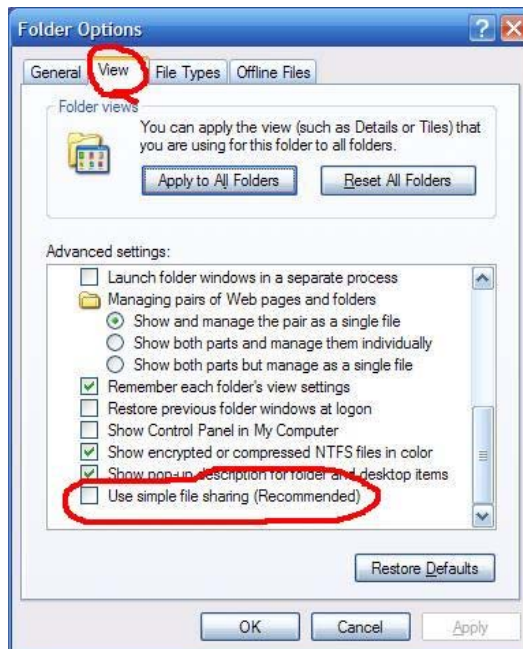 Folder Options
General View File Types Offline Files
Folder views
You can apply the view (such as Details or Tiles) that
you are using for this folder to all folders.
Apply to All Folders Reset All Folders
Advanced settings:
Launch folder windows in a separate process
Managing pairs of Web pages and folders
Show and manage the pair as a single file
Show both parts and manage them individually
Show both parts but manage as a single file
Remember each folder's view settings
Restore previous folder windows at logon
Show Control Panel in My Computer
Show encrypted or compressed NTFS files in color
Show pop-up description for folder and desktop items
Use simple file sharing (Recommended)
Restore Defaults
OK Cancel Apply